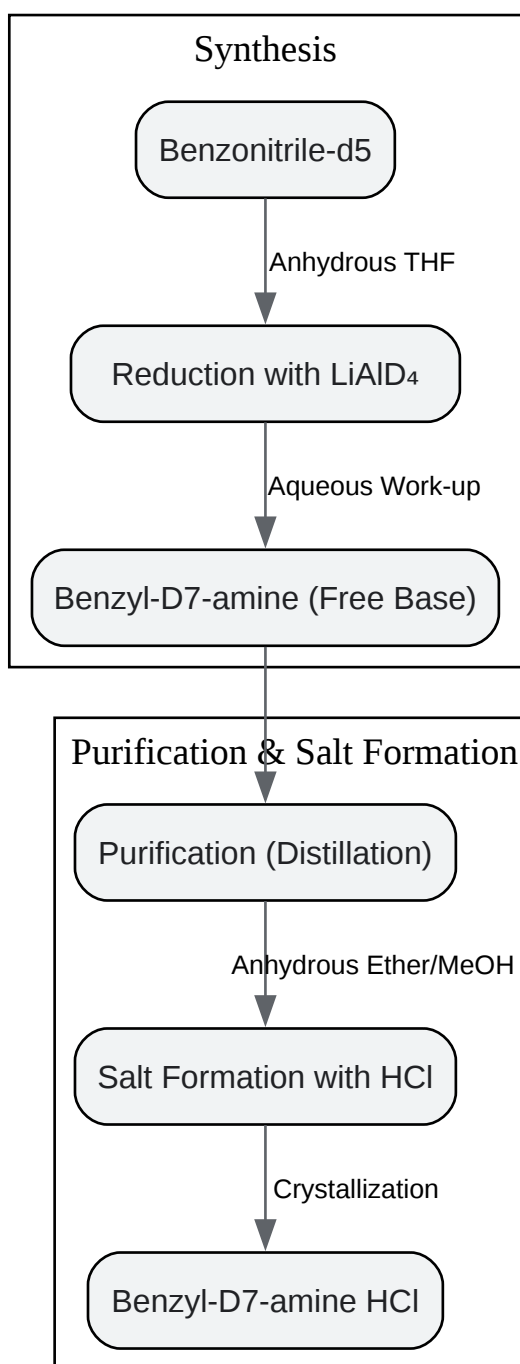 Synthesis
Benzonitrile-d5
Anhydrous THF
Reduction with LiAlD₄
Aqueous Work-up
Benzyl-D7-amine (Free Base)
Purification & Salt Formation
Purification (Distillation)
Anhydrous Ether/MeOH
Salt Formation with HCl
Crystallization
Benzyl-D7-amine HCl